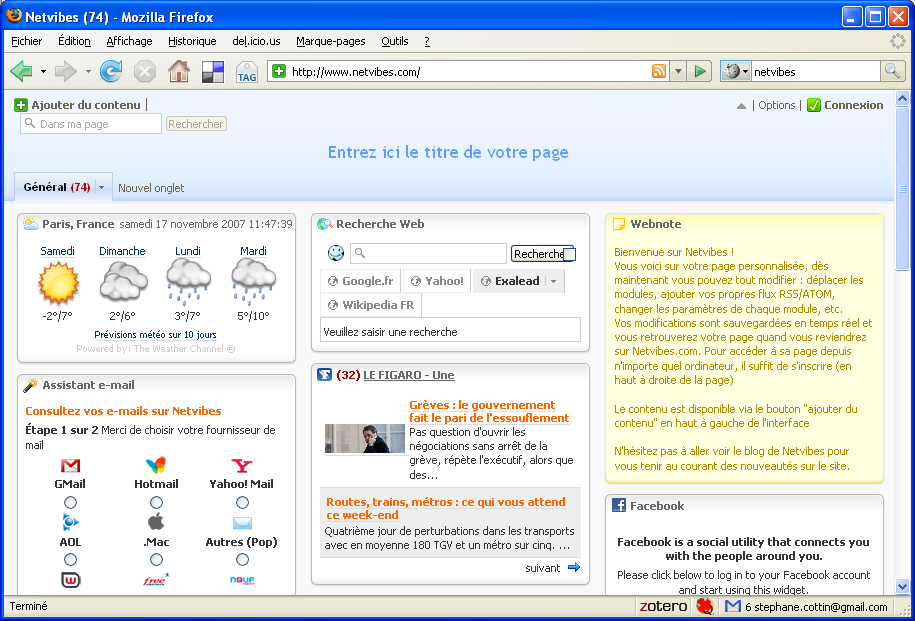 Netvibes (74) - Mozilla Firefox
Fichier Édition Affichage Historique del.icio.us Marque-pages Outils ?
TAG http://www.netvibes.com/ netvibes
Ajouter du contenu | | Options | Connexion
Dans ma page Rechercher
Entrez ici le titre de votre page
Général (74) Nouvel onglet
Paris, France samedi 17 novembre 2007 11:47:39
Samedi Dimanche Lundi Mardi
-2°/7° 2°/6° 3°/7° 5°/10°
Prévisions météo sur 10 jours
Powered by: The Weather Channel ®
Assistant e-mail
Consultez vos e-mails sur Netvibes
Étape 1 sur 2 Merci de choisir votre fournisseur de
mail
GMail Hotmail Yahoo! Mail
AOL .Mac Autres (Pop)
free neuf
Recherche Web
Recherche
Google.fr Yahoo! Exalead
Wikipedia FR
Veuillez saisir une recherche
(32) LE FIGARO - Une
Grèves : le gouvernement
fait le pari de l'essouflement
Pas question d'ouvrir les
négociations sans arrêt de la
grève, répète l'exécutif, alors que
des...
Routes, trains, métros : ce qui vous attend
ce week-end
Quatrième jour de perturbations dans les transports
avec en moyenne 180 TGV et un métro sur cinq. ...
suivant
Webnote
Bienvenue sur Netvibes !
Vous voici sur votre page personnalisée, dès
maintenant vous pouvez tout modifier : déplacer les
modules, ajouter vos propres flux RSS/ATOM,
changer les paramètres de chaque module, etc.
Vos modifications sont sauvegardées en temps réel et
vous retrouverez votre page quand vous reviendrez
sur Netvibes.com. Pour accéder à sa page depuis
n'importe quel ordinateur, il suffit de s'inscrire (en
haut à droite de la page)
Le contenu est disponible via le bouton "ajouter du
contenu" en haut à gauche de l'interface
N'hésitez pas à aller voir le blog de Netvibes pour
vous tenir au courant des nouveautés sur le site.
Facebook
Facebook is a social utility that connects you
with the people around you.
Please click below to log in to your Facebook account
and start using this widget.
Terminé zotero 6 stephane.cottin@gmail.com